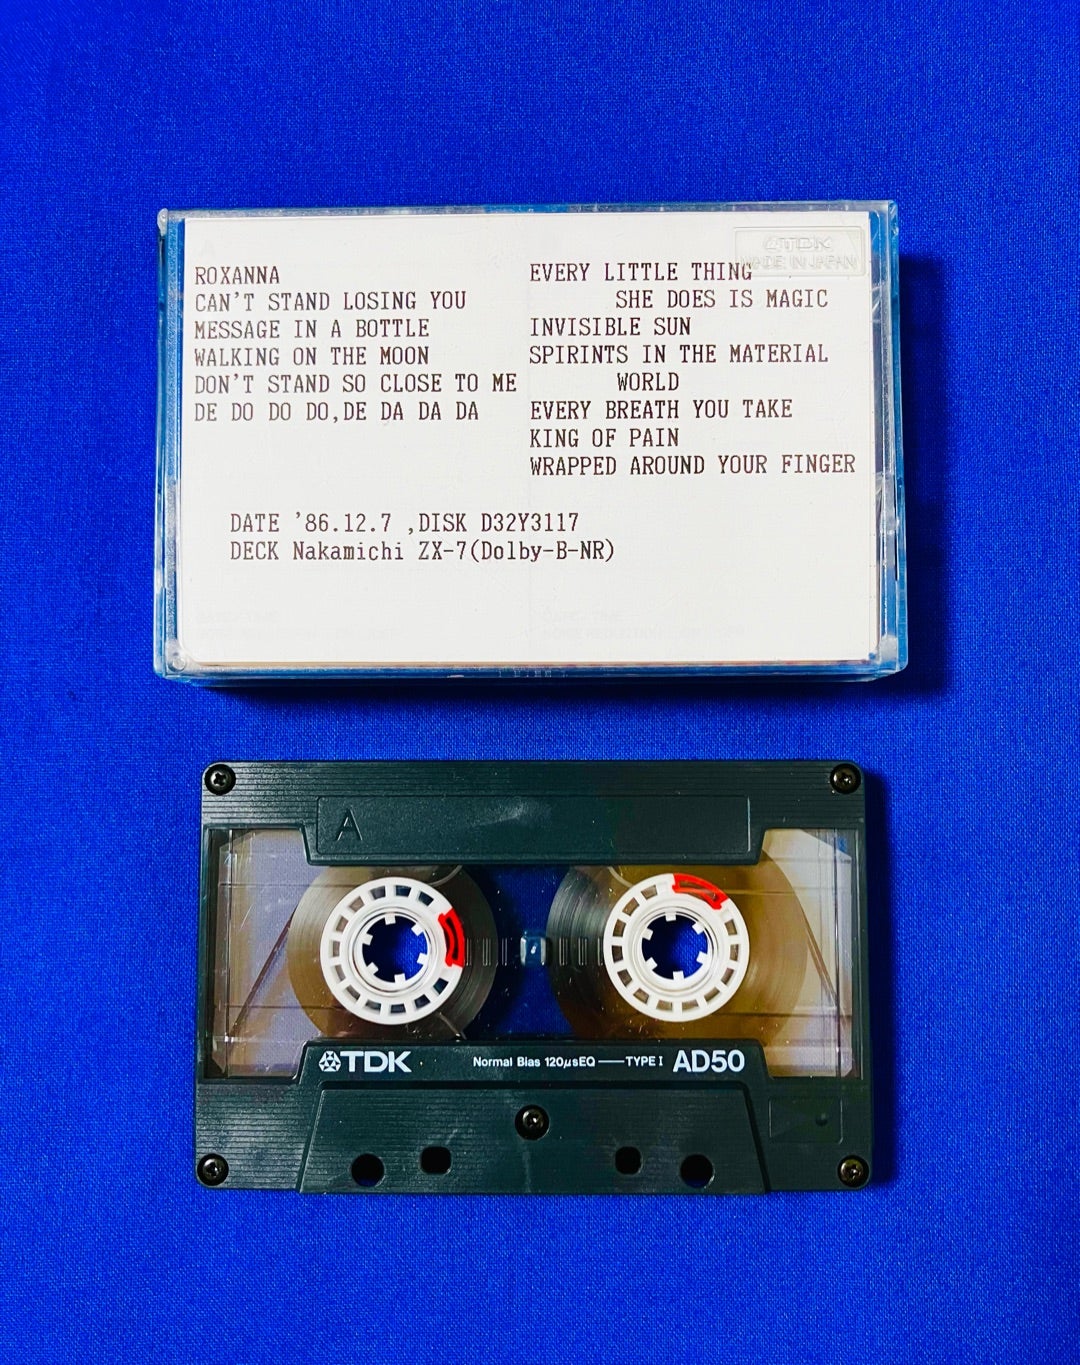 TDK
MADE IN JAPAN
ROXANNA
CAN'T STAND LOSING YOU
MESSAGE IN A BOTTLE
WALKING ON THE MOON
DON'T STAND SO CLOSE TO ME
DE DO DO DO,DE DA DA DA
EVERY LITTLE THING
SHE DOES IS MAGIC
INVISIBLE SUN
SPIRINTS IN THE MATERIAL
WORLD
EVERY BREATH YOU TAKE
KING OF PAIN
WRAPPED AROUND YOUR FINGER
DATE '86.12.7 ,DISK D32Y3117
DECK Nakamichi ZX-7(Dolby-B-NR)
A
TDK Normal Bias 120μsEQ — TYPE I AD50